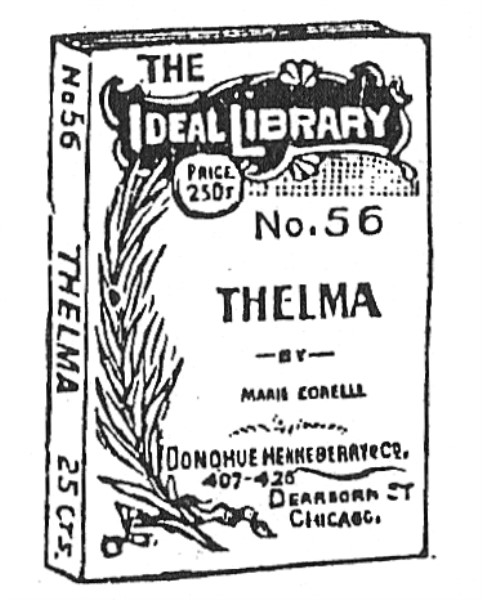 No 56 THELMA 25 CTS.
THE
IDEAL LIBRARY
PRICE
25CTS
No. 56
THELMA
—BY—
MARIE CORELLI
DONOHUE HENNEBERRY & CO.
407-425
DEARBORN ST
CHICAGO.